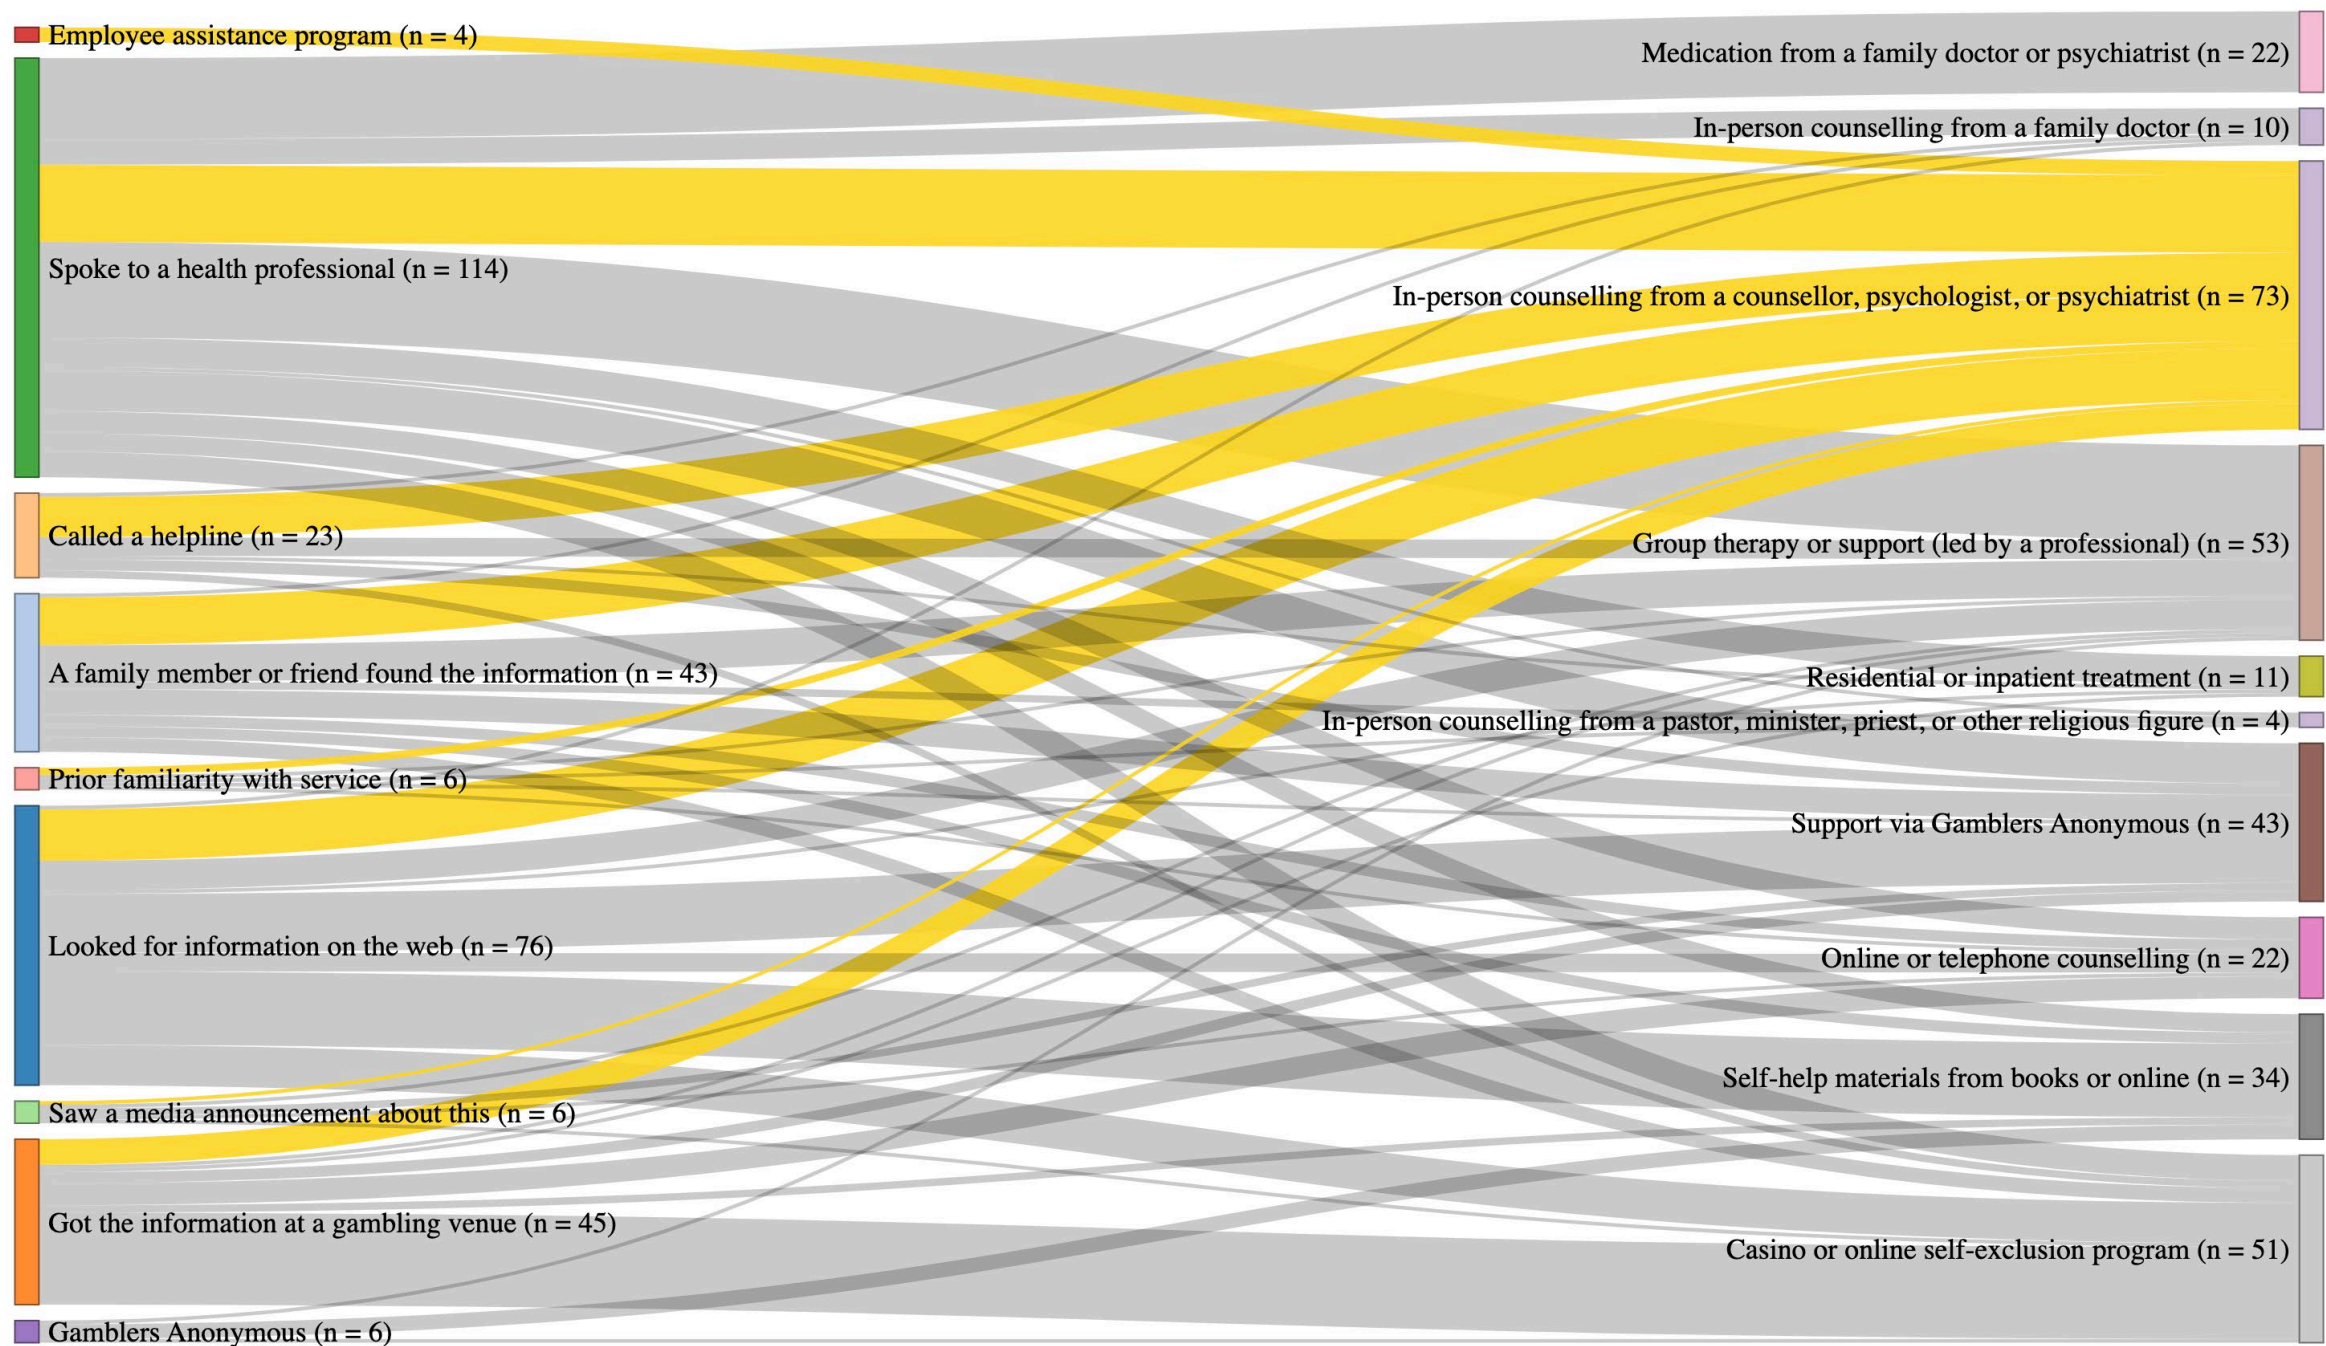 Employee assistance program (n = 4)
Spoke to a health professional (n = 114)
Called a helpline (n = 23)
A family member or friend found the information (n = 43)
Prior familiarity with service (n = 6)
Looked for information on the web (n = 76)
Saw a media announcement about this (n = 6)
Got the information at a gambling venue (n = 45)
Gamblers Anonymous (n = 6)
Medication from a family doctor or psychiatrist (n = 22)
In-person counselling from a family doctor (n = 10)
In-person counselling from a counsellor, psychologist, or psychiatrist (n = 73)
Group therapy or support (led by a professional) (n = 53)
Residential or inpatient treatment (n = 11)
In-person counselling from a pastor, minister, priest, or other religious figure (n = 4)
Support via Gamblers Anonymous (n = 43)
Online or telephone counselling (n = 22)
Self-help materials from books or online (n = 34)
Casino or online self-exclusion program (n = 51)